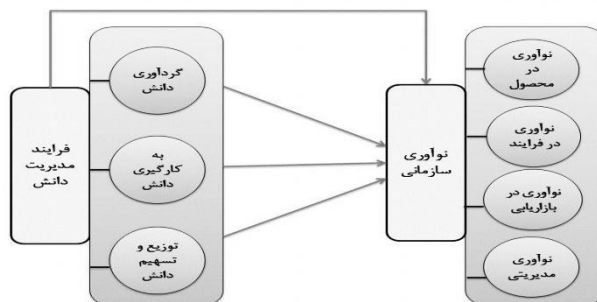 فرایند
مدیریت
دانش
گردآوری
دانش
به
کارگیری
دانش
توزیع و
تسهیم
دانش
نوآوری
سازمانی
نوآوری
در
محصول
نوآوری
در فرایند
نوآوری در
بازاریابی
نوآوری
مدیریتی